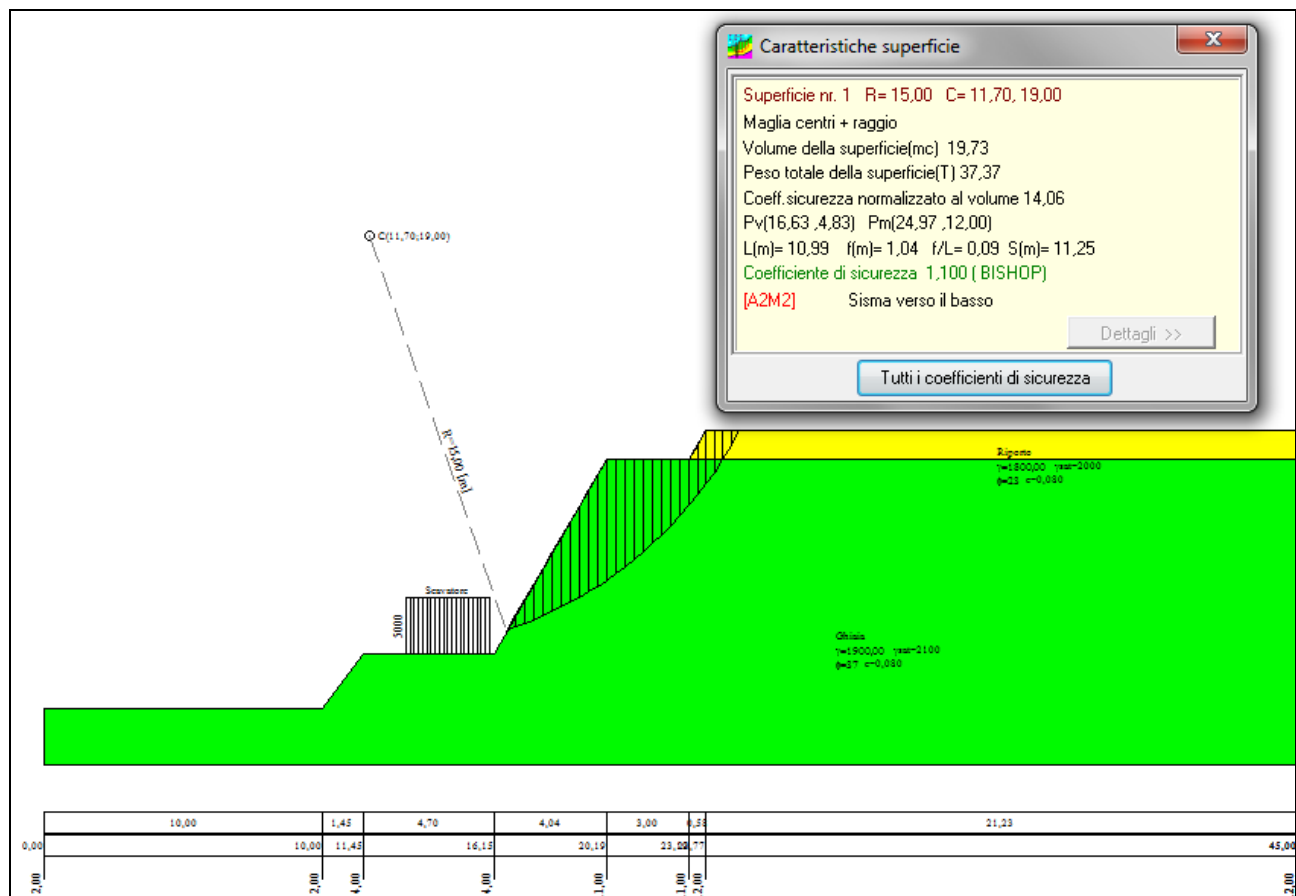 Caratteristiche superficie
Superficie nr. 1 R= 15,00 C= 11,70, 19,00
Maglia centri + raggio
Volume della superficie(mc) 19,73
Peso totale della superficie(T) 37,37
Coeff.sicurezza normalizzato al volume 14,06
Pv(16,63 ,4,83) Pm(24,97 ,12,00)
L(m)= 10,99 f(m)= 1,04 f/L= 0,09 S(m)= 11,25
Coefficiente di sicurezza 1,100 ( BISHOP)
[A2M2] Sisma verso il basso
Dettagli >>
Tutti i coefficienti di sicurezza
C(11,70;19,00)
R=15,00 [m]
Riporto
γ=1800,00 γsat=2000
c=0,080
Scavatore
5000
Ghiaia
γ=1900,00 γsat=2100
ϕ=37 c=0,080
10,00 1,45 4,70 4,04 3,00 0,58 21,23
0,00 10,00 11,45 16,15 20,19 45,00
2,00 2,00 4,00 4,00 2,00 2,00